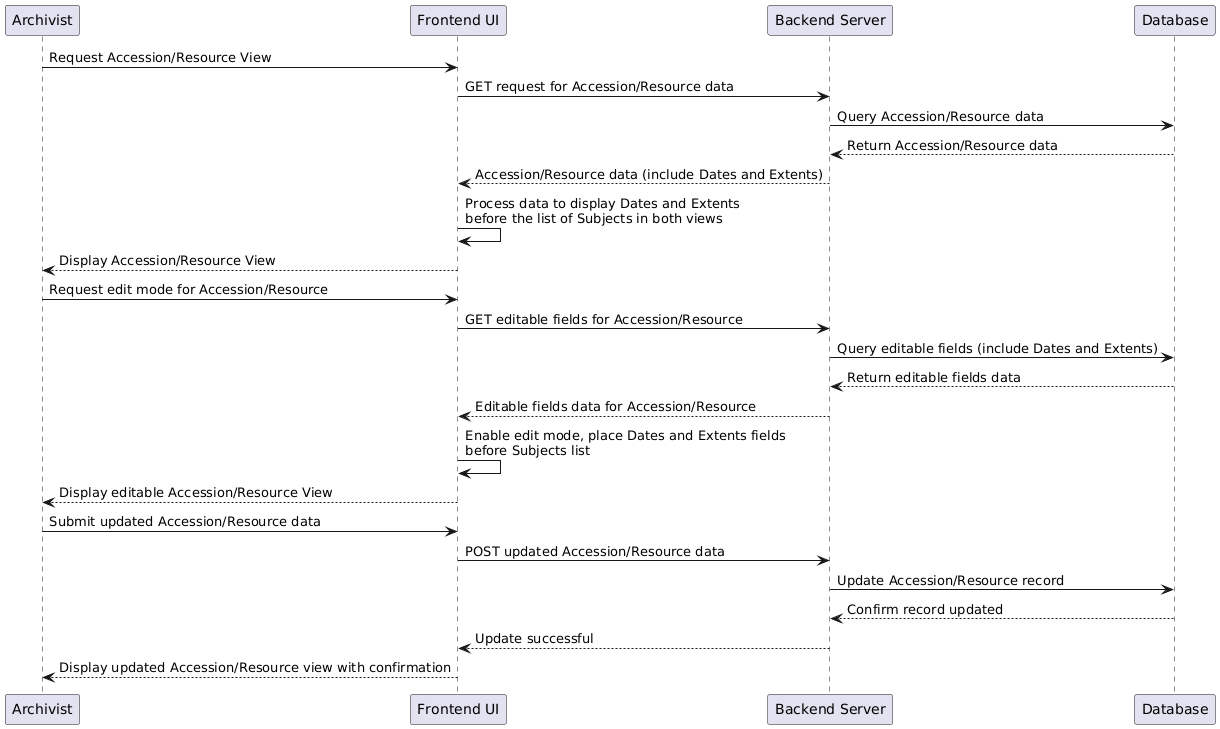 Archivist
Frontend UI
Backend Server
Database
Request Accession/Resource View
GET request for Accession/Resource data
Query Accession/Resource data
Return Accession/Resource data
Accession/Resource data (include Dates and Extents)
Process data to display Dates and Extents
before the list of Subjects in both views
Display Accession/Resource View
Request edit mode for Accession/Resource
GET editable fields for Accession/Resource
Query editable fields (include Dates and Extents)
Return editable fields data
Editable fields data for Accession/Resource
Enable edit mode, place Dates and Extents fields
before Subjects list
Display editable Accession/Resource View
Submit updated Accession/Resource data
POST updated Accession/Resource data
Update Accession/Resource record
Confirm record updated
Update successful
Display updated Accession/Resource view with confirmation
Archivist
Frontend UI
Backend Server
Database